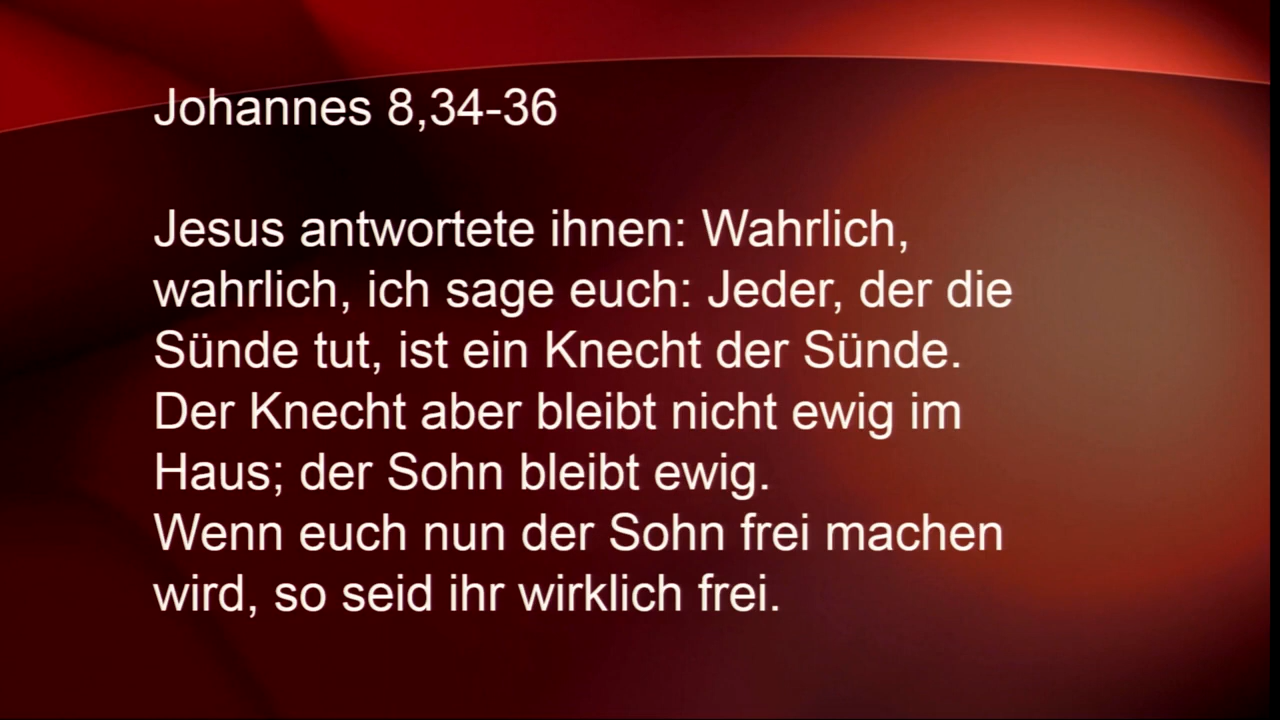 Johannes 8,34-36
Jesus antwortete ihnen: Wahrlich,
wahrlich, ich sage euch: Jeder, der die
Sünde tut, ist ein Knecht der Sünde.
Der Knecht aber bleibt nicht ewig im
Haus; der Sohn bleibt ewig.
Wenn euch nun der Sohn frei machen
wird, so seid ihr wirklich frei.